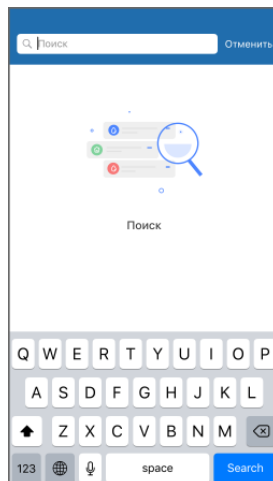 Поиск
Отменить
Поиск
Q W E R T Y U I O P
A S D F G H J K L
Z X C V B N M
123 space Search